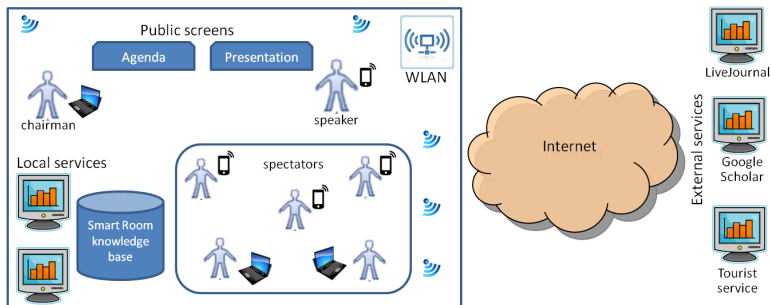 Public screens
Agenda
Presentation
WLAN
chairman
speaker
Local services
spectators
Smart Room
knowledge
base
Internet
External services
LiveJournal
Google
Scholar
Tourist
service